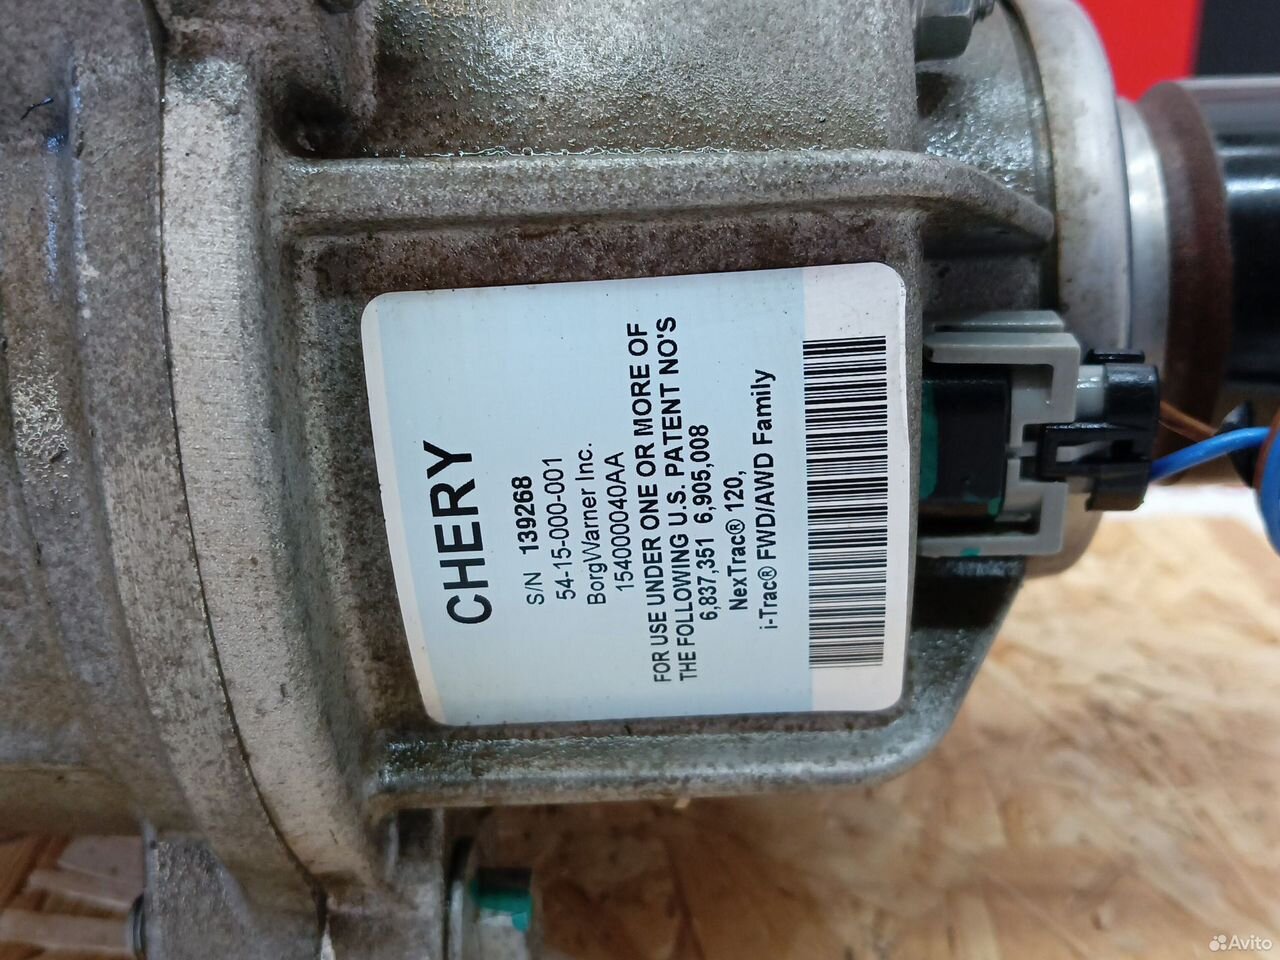 CHERY
S/N 139268
54-15-000-001
BorgWarner Inc.
154000040AA
FOR USE UNDER ONE OR MORE OF
THE FOLLOWING U.S. PATENT NO'S
6,837,351 6,905,008
NexTrac® 120,
i-Trac® FWD/AWD Family
Avito